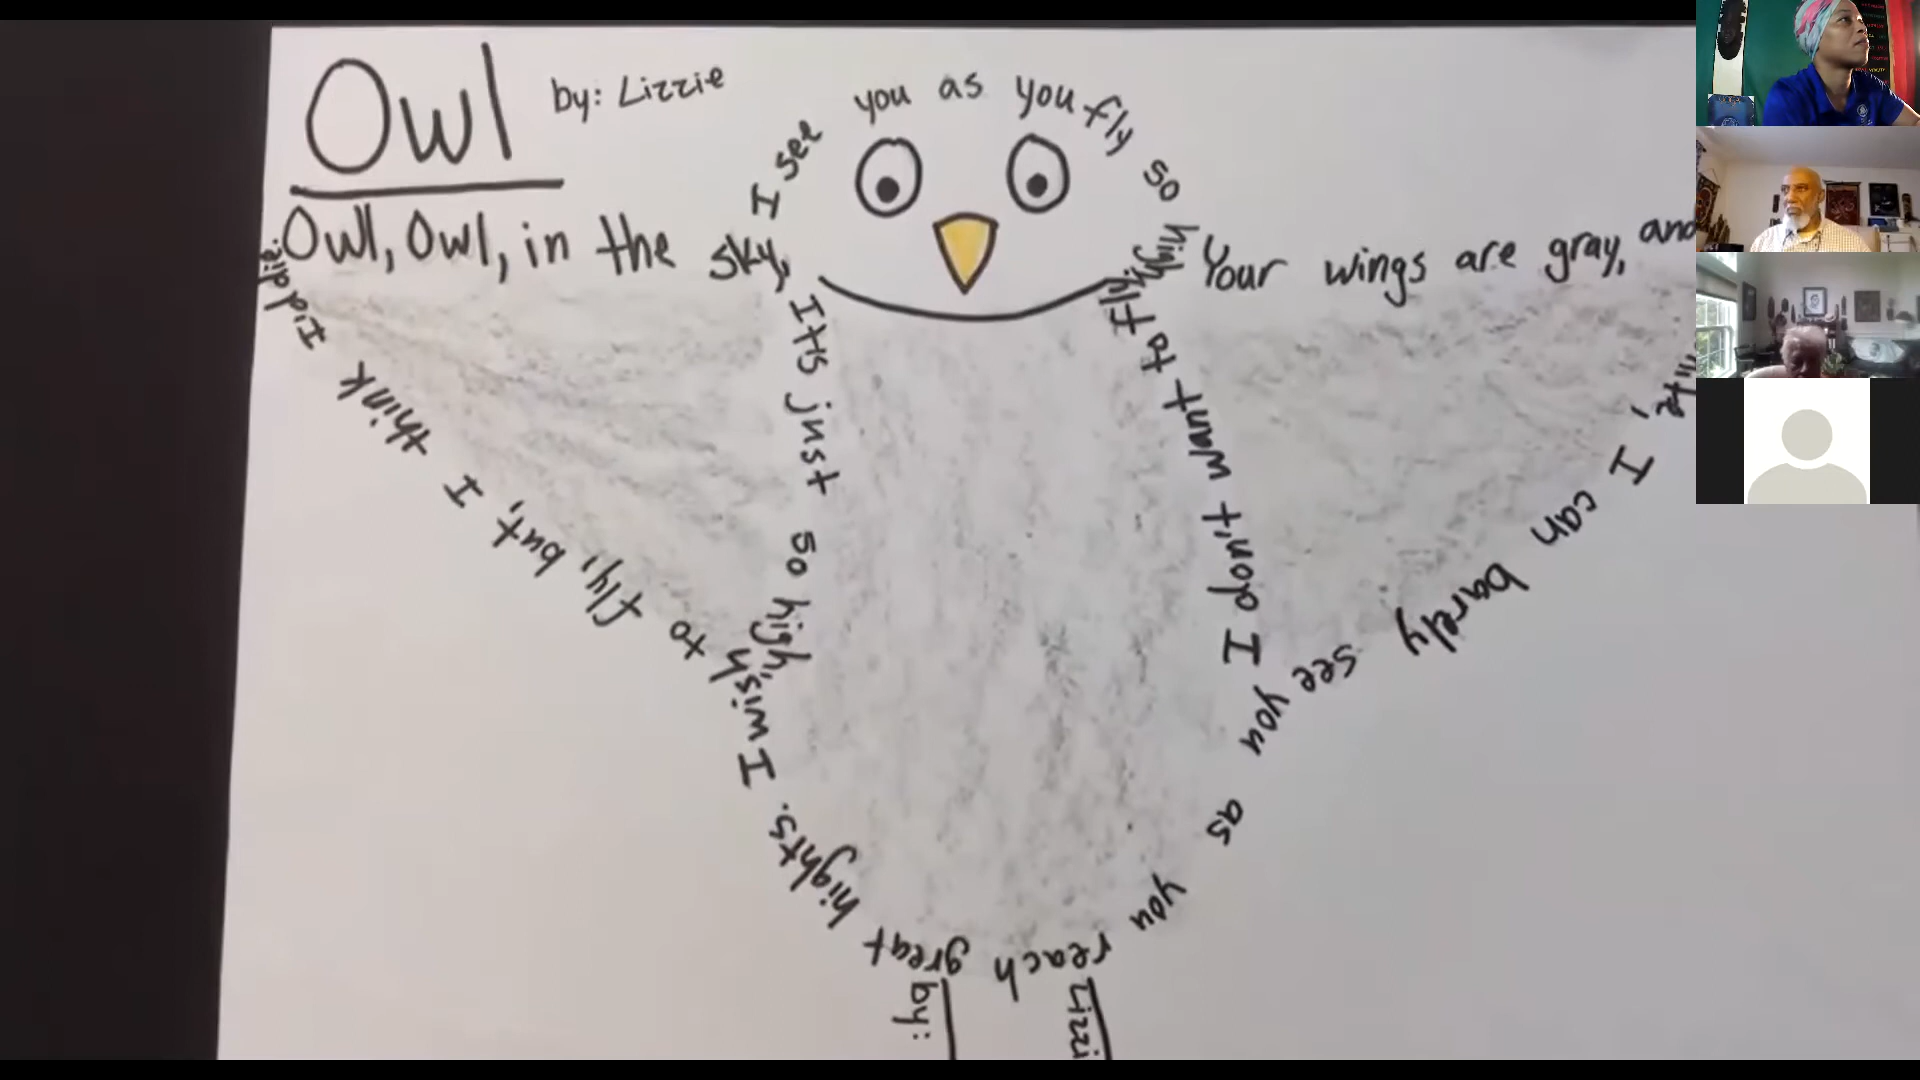 Owl
by: Lizzie
Owl, Owl, in the sky,
I see you as you fly so high
Your wings are gray, and
I can barely see you as you reach great hights.
I wish to fly, but, I think I'd die
It's just so high,
I don't want to fly!
by: